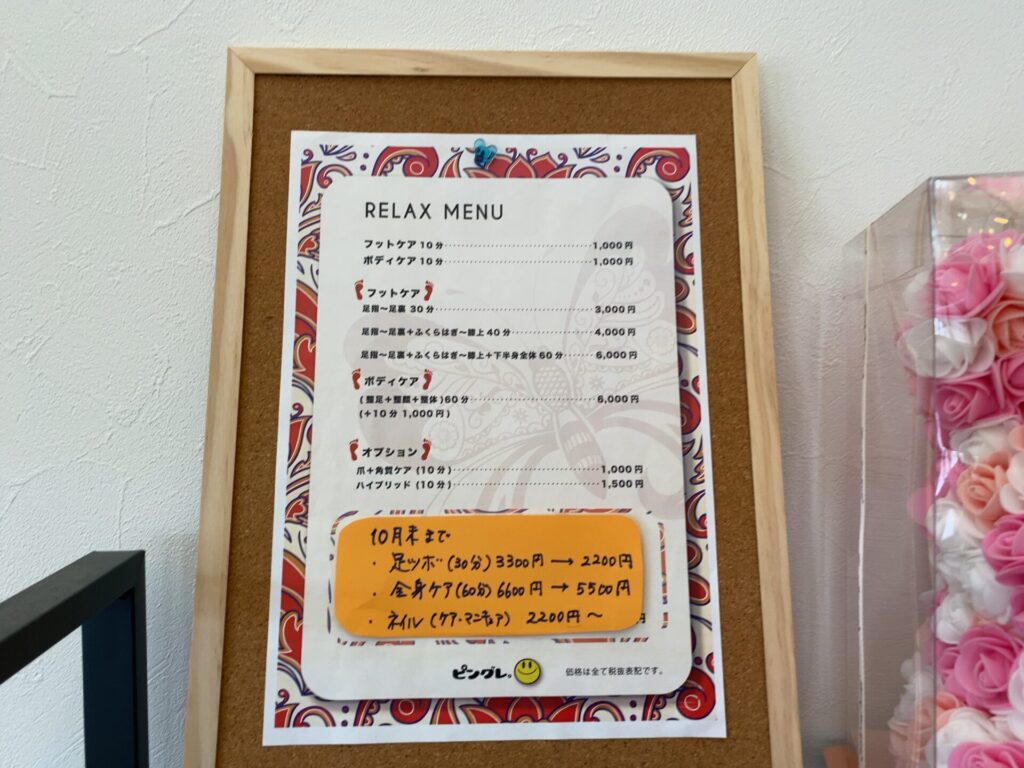 RELAX MENU
フットケア 10分 1,000円
ボディケア 10分 1,000円
フットケア
足指～足裏 30分 3,000円
足指～足裏＋ふくらはぎ～膝上 40分 4,000円
足指～足裏＋ふくらはぎ～膝上＋下半身全体 60分 6,000円
ボディケア
(整足＋整顔＋整体) 60分 6,000円
(+10分 1,000円)
オプション
爪＋角質ケア (10分) 1,000円
ハイブリッド (10分) 1,500円
10月末まで
・足ツボ (30分) 3300円 → 2200円
・全身ケア (60分) 6600円 → 5500円
・ネイル (ケア・マニキュア) 2200円～
円
ピングレ。 価格は全て税抜表記です。